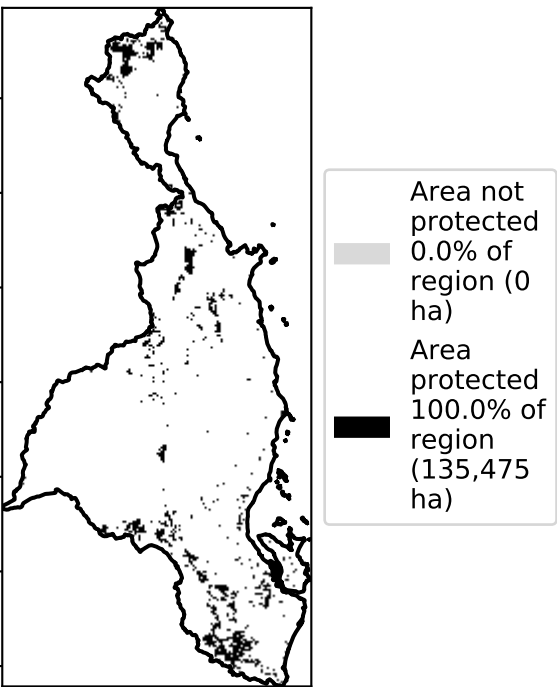 Area not
protected
0.0% of
region (0
ha)
Area
protected
100.0% of
region
(135,475
ha)